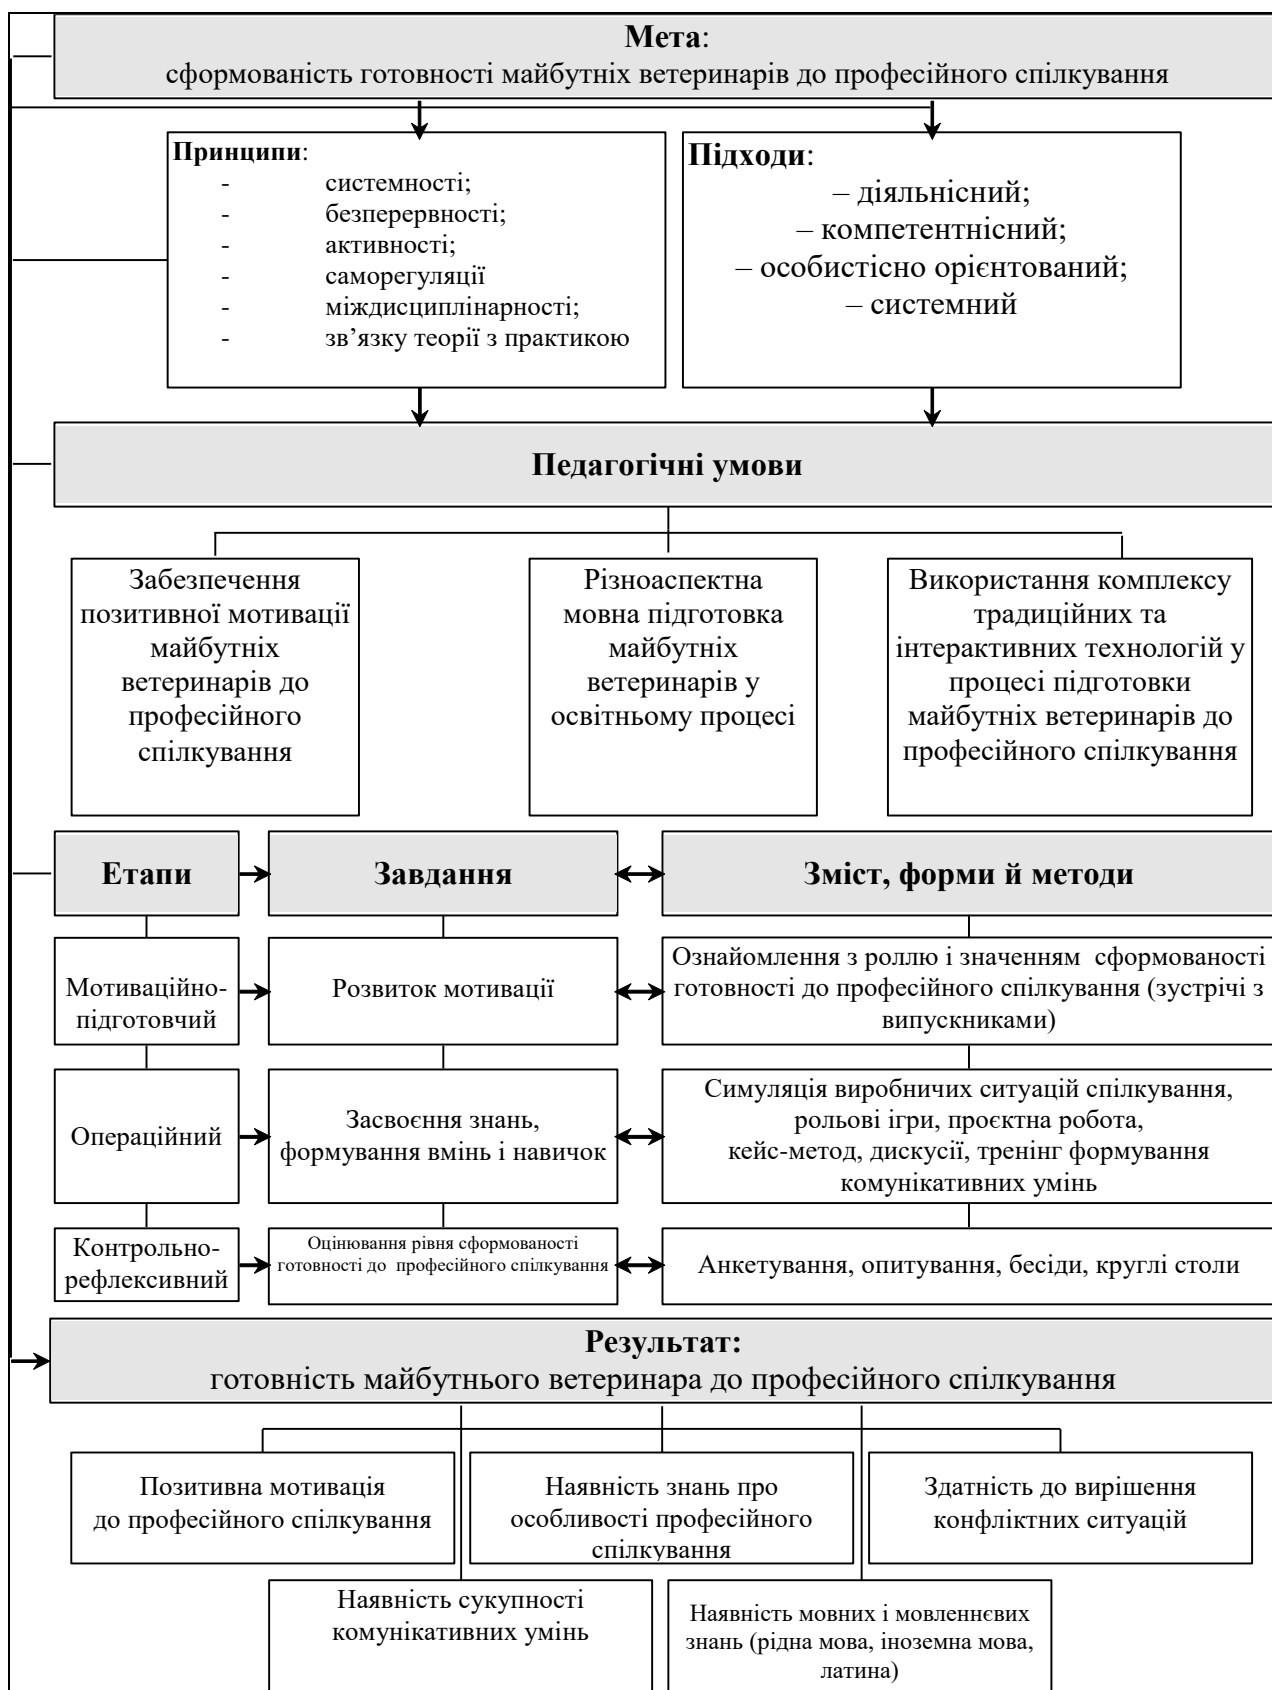 Мета:
сформованість готовності майбутніх ветеринарів до професійного спілкування
Принципи:
- системності;
- безперервності;
- активності;
- саморегуляції
- міждисциплінарності;
- зв’язку теорії з практикою
Підходи:
– діяльнісний;
– компетентнісний;
– особистісно орієнтований;
– системний
Педагогічні умови
Забезпечення
позитивної мотивації
майбутніх
ветеринарів до
професійного
спілкування
Різноаспектна
мовна підготовка
майбутніх
ветеринарів у
освітньому процесі
Використання комплексу
традиційних та
інтерактивних технологій у
процесі підготовки
майбутніх ветеринарів до
професійного спілкування
Етапи
Завдання
Зміст, форми й методи
Мотиваційно-
підготовчий
Розвиток мотивації
Ознайомлення з роллю і значенням сформованості
готовності до професійного спілкування (зустрічі з
випускниками)
Операційний
Засвоєння знань,
формування вмінь і навичок
Симуляція виробничих ситуацій спілкування,
рольові ігри, проєктна робота,
кейс-метод, дискусії, тренінг формування
комунікативних умінь
Контрольно-
рефлексивний
Оцінювання рівня сформованості
готовності до професійного спілкування
Анкетування, опитування, бесіди, круглі столи
Результат:
готовність майбутнього ветеринара до професійного спілкування
Позитивна мотивація
до професійного спілкування
Наявність знань про
особливості професійного
спілкування
Здатність до вирішення
конфліктних ситуацій
Наявність сукупності
комунікативних умінь
Наявність мовних і мовленнєвих
знань (рідна мова, іноземна мова,
латина)